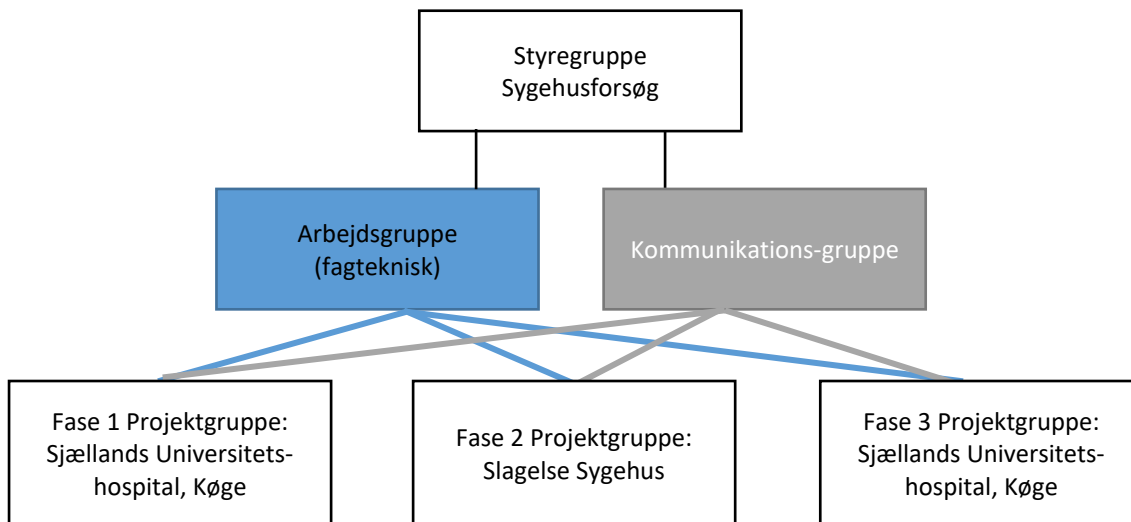 Styregruppe
Sygehusforsøg
Arbejdsgruppe
(fagteknisk)
Kommunikations-gruppe
Fase 1 Projektgruppe:
Sjællands Universitets-
hospital, Køge
Fase 2 Projektgruppe:
Slagelse Sygehus
Fase 3 Projektgruppe:
Sjællands Universitets-
hospital, Køge